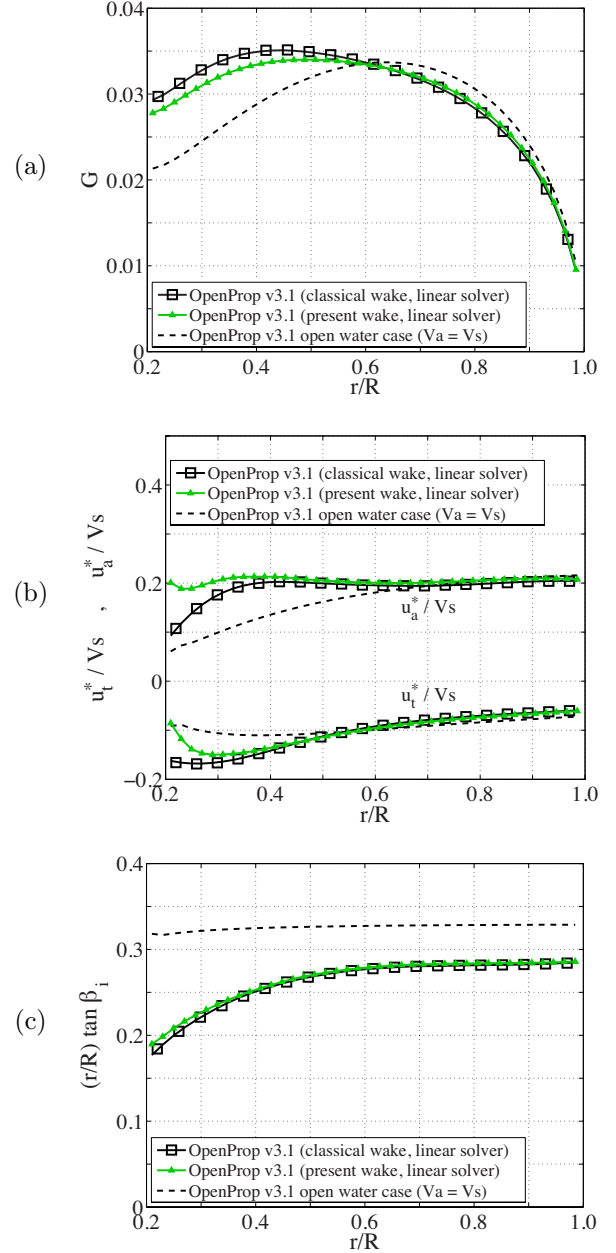 (a)
G
0.04
0.03
0.02
0.01
0
OpenProp v3.1 (classical wake, linear solver)
OpenProp v3.1 (present wake, linear solver)
OpenProp v3.1 open water case (Va = Vs)
0.2 0.4 0.6 0.8 1.0
r/R
(b)
u*t / Vs , u*a / Vs
0.4
0.2
0
−0.2
OpenProp v3.1 (classical wake, linear solver)
OpenProp v3.1 (present wake, linear solver)
OpenProp v3.1 open water case (Va = Vs)
u*a / Vs
u*t / Vs
0.2 0.4 0.6 0.8 1.0
r/R
(c)
(r/R) tan βi
0.4
0.3
0.2
0.1
0
OpenProp v3.1 (classical wake, linear solver)
OpenProp v3.1 (present wake, linear solver)
OpenProp v3.1 open water case (Va = Vs)
0.2 0.4 0.6 0.8 1.0
r/R